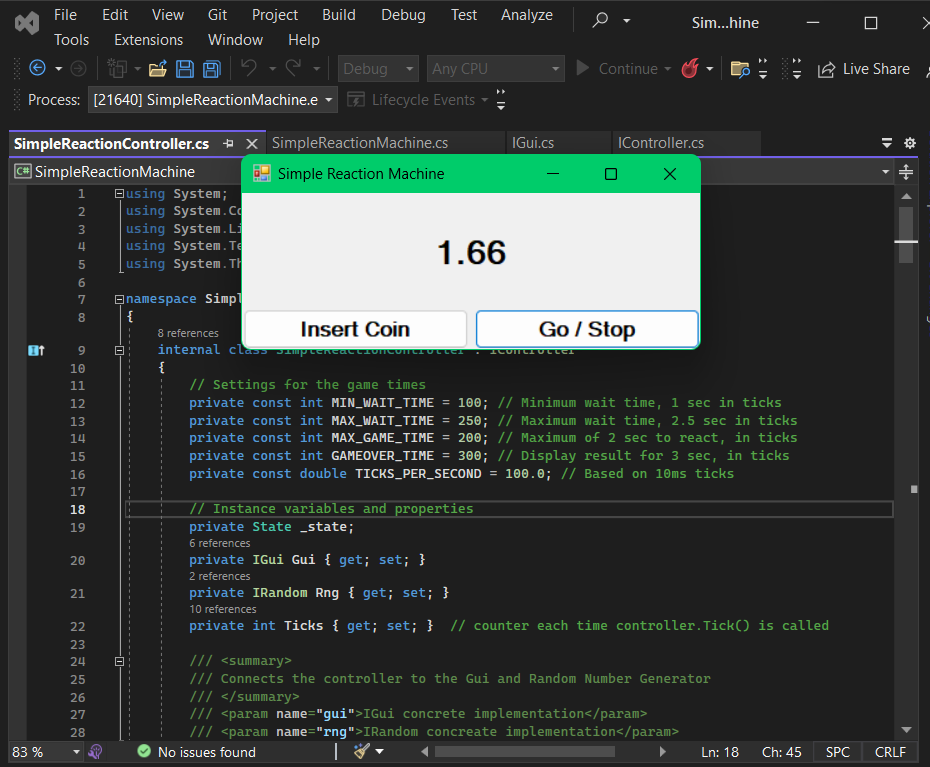 File Edit View Git Project Build Debug Test Analyze Sim...hine
Tools Extensions Window Help
Debug Any CPU Continue Live Share
Process: [21640] SimpleReactionMachine.e Lifecycle Events
SimpleReactionController.cs SimpleReactionMachine.cs IGui.cs IController.cs
C# SimpleReactionMachine
Simple Reaction Machine
1.66
Insert Coin Go / Stop
1 using System;
2 using System.Co
3 using System.Li
4 using System.Te
5 using System.Th
6
7 namespace Simpl
8 {
8 references
9 internal class SimpleReactionController : IController
10 {
11 // Settings for the game times
12 private const int MIN_WAIT_TIME = 100; // Minimum wait time, 1 sec in ticks
13 private const int MAX_WAIT_TIME = 250; // Maximum wait time, 2.5 sec in ticks
14 private const int MAX_GAME_TIME = 200; // Maximum of 2 sec to react, in ticks
15 private const int GAMEOVER_TIME = 300; // Display result for 3 sec, in ticks
16 private const double TICKS_PER_SECOND = 100.0; // Based on 10ms ticks
17
18 // Instance variables and properties
19 private State _state;
6 references
20 private IGui Gui { get; set; }
2 references
21 private IRandom Rng { get; set; }
10 references
22 private int Ticks { get; set; } // counter each time controller.Tick() is called
23
24 /// <summary>
25 /// Connects the controller to the Gui and Random Number Generator
26 /// </summary>
27 /// <param name="gui">IGui concrete implementation</param>
28 /// <param name="rng">IRandom concreate implementation</param>
83 % No issues found Ln: 18 Ch: 45 SPC CRLF